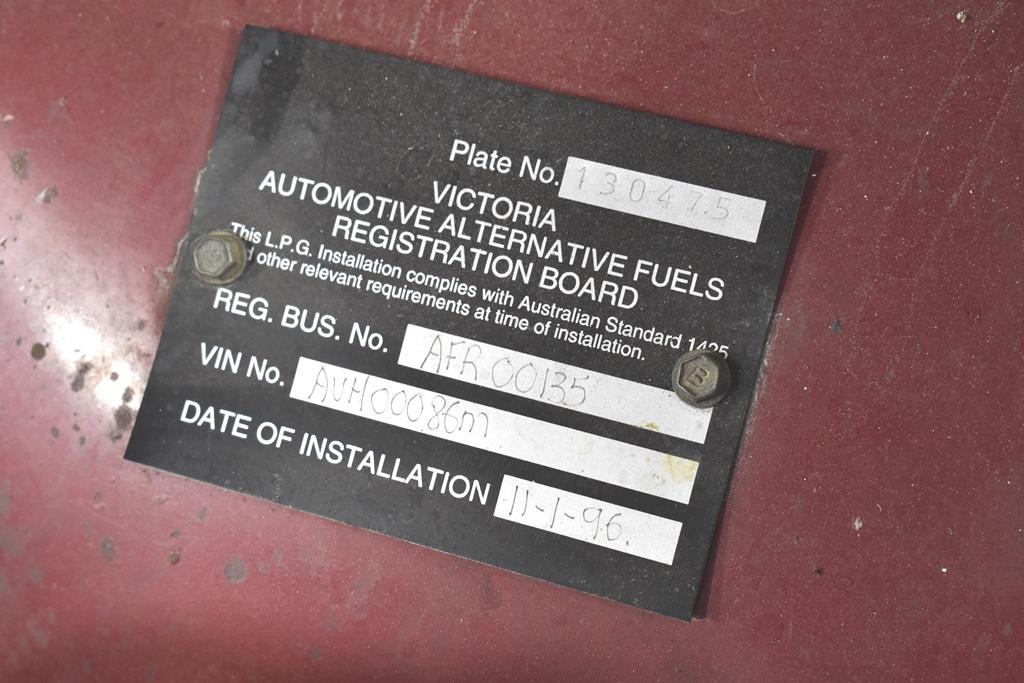 Plate No. 130475
VICTORIA
AUTOMOTIVE ALTERNATIVE FUELS
REGISTRATION BOARD
This L.P.G. Installation complies with Australian Standard 1425
other relevant requirements at time of installation.
REG. BUS. No. AFR 00135
VIN No. AVH00086m
DATE OF INSTALLATION 11-1-96.
B